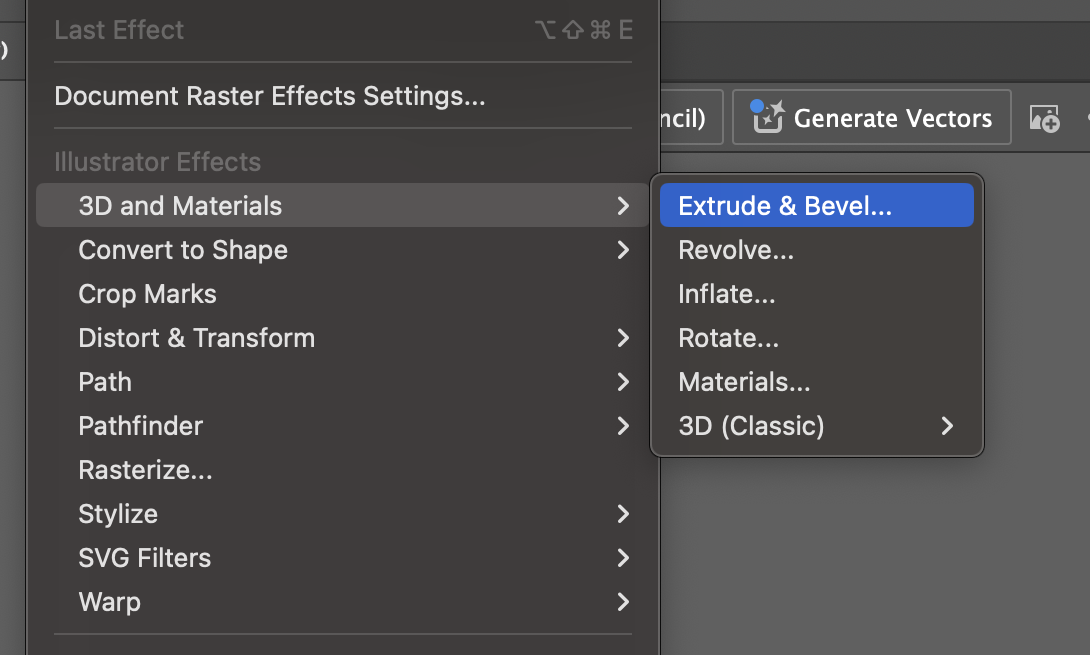 )
Last Effect ⌥⇧⌘E
Document Raster Effects Settings...
ncil)
Generate Vectors
Illustrator Effects
3D and Materials
Convert to Shape
Crop Marks
Distort & Transform
Path
Pathfinder
Rasterize...
Stylize
SVG Filters
Warp
Extrude & Bevel...
Revolve...
Inflate...
Rotate...
Materials...
3D (Classic)